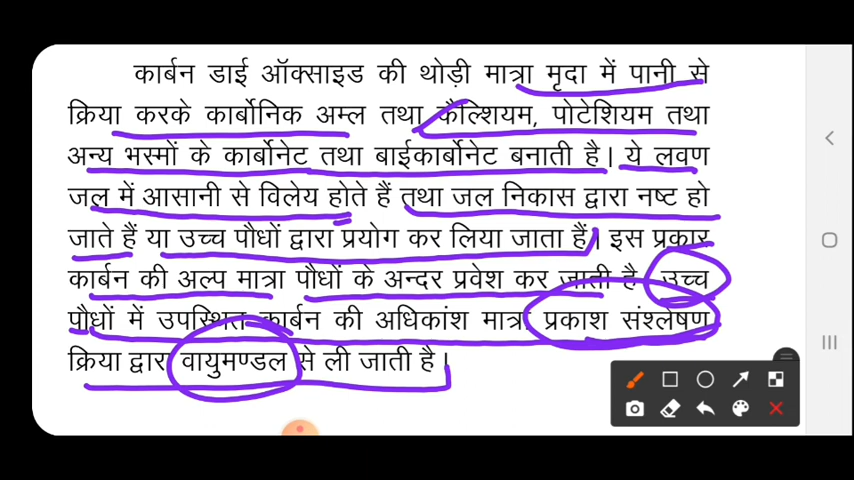 कार्बन डाई ऑक्साइड की थोड़ी मात्रा मृदा में पानी से
क्रिया करके कार्बोनिक अम्ल तथा कैल्शियम, पोटेशियम तथा
अन्य भस्मों के कार्बोनेट तथा बाईकार्बोनेट बनाती है। ये लवण
जल में आसानी से विलेय होते हैं तथा जल निकास द्वारा नष्ट हो
जाते हैं या उच्च पौधों द्वारा प्रयोग कर लिया जाता है। इस प्रकार
कार्बन की अल्प मात्रा पौधों के अन्दर प्रवेश कर जाती है उच्च
पौधों में उपस्थित कार्बन की अधिकांश मात्रा प्रकाश संश्लेषण
क्रिया द्वारा वायुमण्डल से ली जाती है।